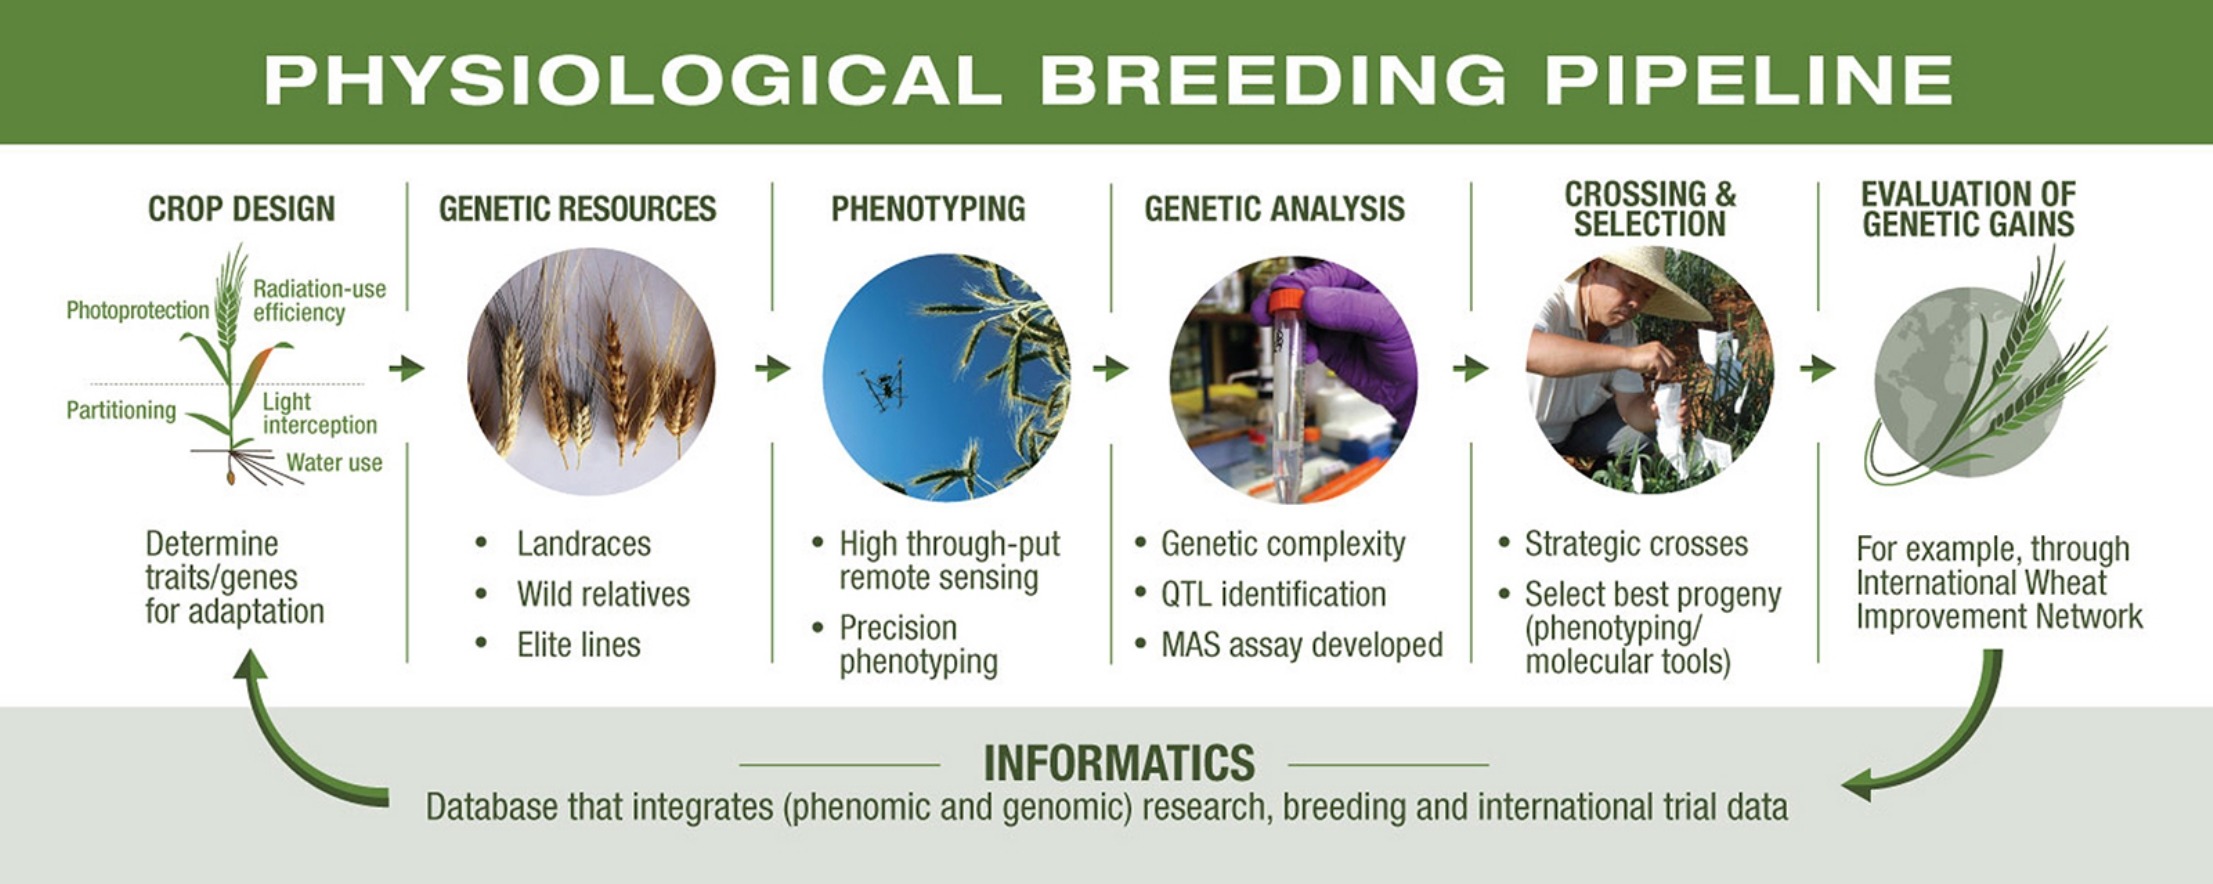 PHYSIOLOGICAL BREEDING PIPELINE
CROP DESIGN
Photoprotection
Radiation-use
efficiency
Partitioning
Light
interception
Water use
Determine
traits/genes
for adaptation
GENETIC RESOURCES
• Landraces
• Wild relatives
• Elite lines
PHENOTYPING
• High through-put
remote sensing
• Precision
phenotyping
GENETIC ANALYSIS
• Genetic complexity
• QTL identification
• MAS assay developed
CROSSING &
SELECTION
• Strategic crosses
• Select best progeny
(phenotyping/
molecular tools)
EVALUATION OF
GENETIC GAINS
For example, through
International Wheat
Improvement Network
INFORMATICS
Database that integrates (phenomic and genomic) research, breeding and international trial data